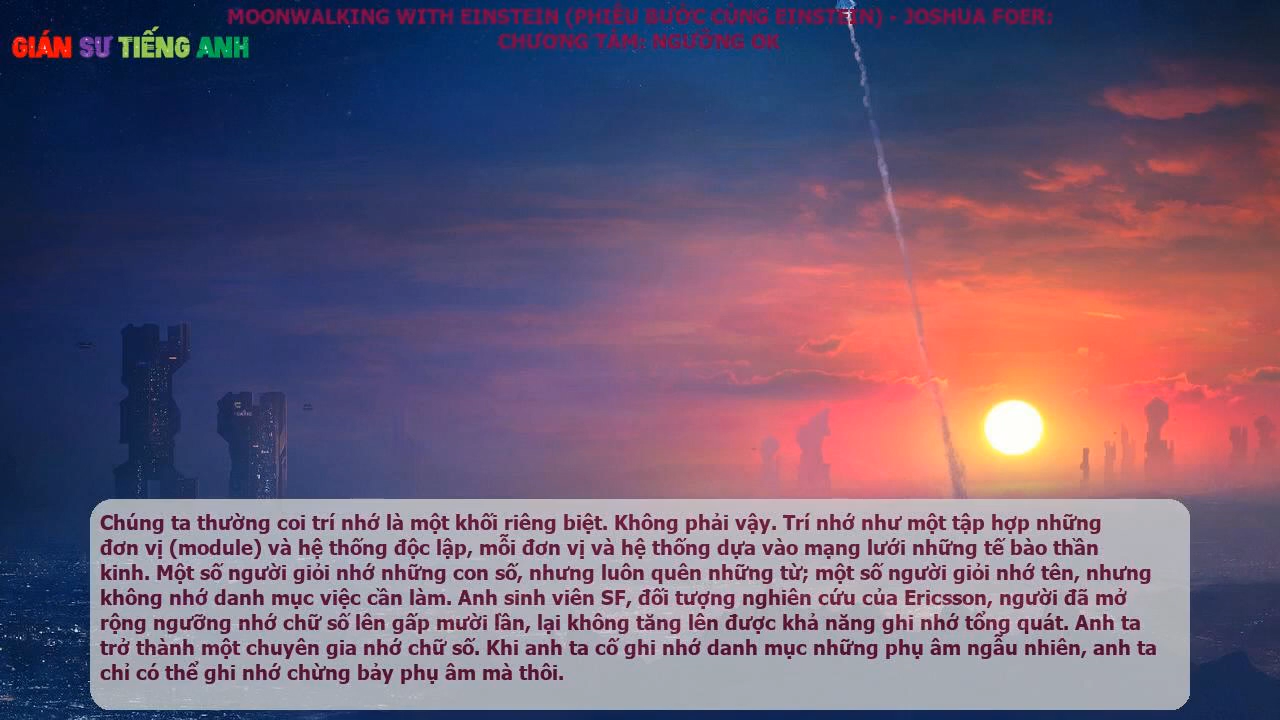 MOONWALKING WITH EINSTEIN (PHIÊU BƯỚC CÙNG EINSTEIN) - JOSHUA FOER:
CHƯƠNG TÁM: NGƯỠNG OK
GIÁN SƯ TIẾNG ANH
Chúng ta thường coi trí nhớ là một khối riêng biệt. Không phải vậy. Trí nhớ như một tập hợp những
đơn vị (module) và hệ thống độc lập, mỗi đơn vị và hệ thống dựa vào mạng lưới những tế bào thần
kinh. Một số người giỏi nhớ những con số, nhưng luôn quên những từ; một số người giỏi nhớ tên, nhưng
không nhớ danh mục việc cần làm. Anh sinh viên SF, đối tượng nghiên cứu của Ericsson, người đã mở
rộng ngưỡng nhớ chữ số lên gấp mười lần, lại không tăng lên được khả năng ghi nhớ tổng quát. Anh ta
trở thành một chuyên gia nhớ chữ số. Khi anh ta cố ghi nhớ danh mục những phụ âm ngẫu nhiên, anh ta
chỉ có thể ghi nhớ chừng bảy phụ âm mà thôi.